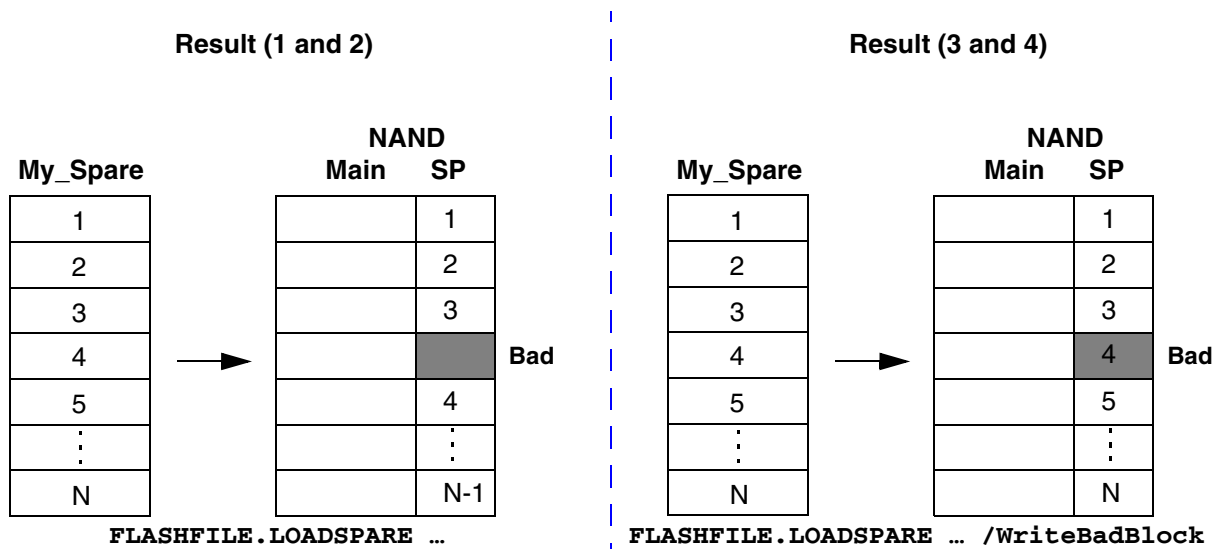 Result (1 and 2)
NAND
My_Spare Main SP
1 1
2 2
3 3
4 Bad
5 4
⋮ ⋮
N N-1
FLASHFILE.LOADSPARE …
Result (3 and 4)
NAND
My_Spare Main SP
1 1
2 2
3 3
4 4 Bad
5 5
⋮ ⋮
N N
FLASHFILE.LOADSPARE … /WriteBadBlock